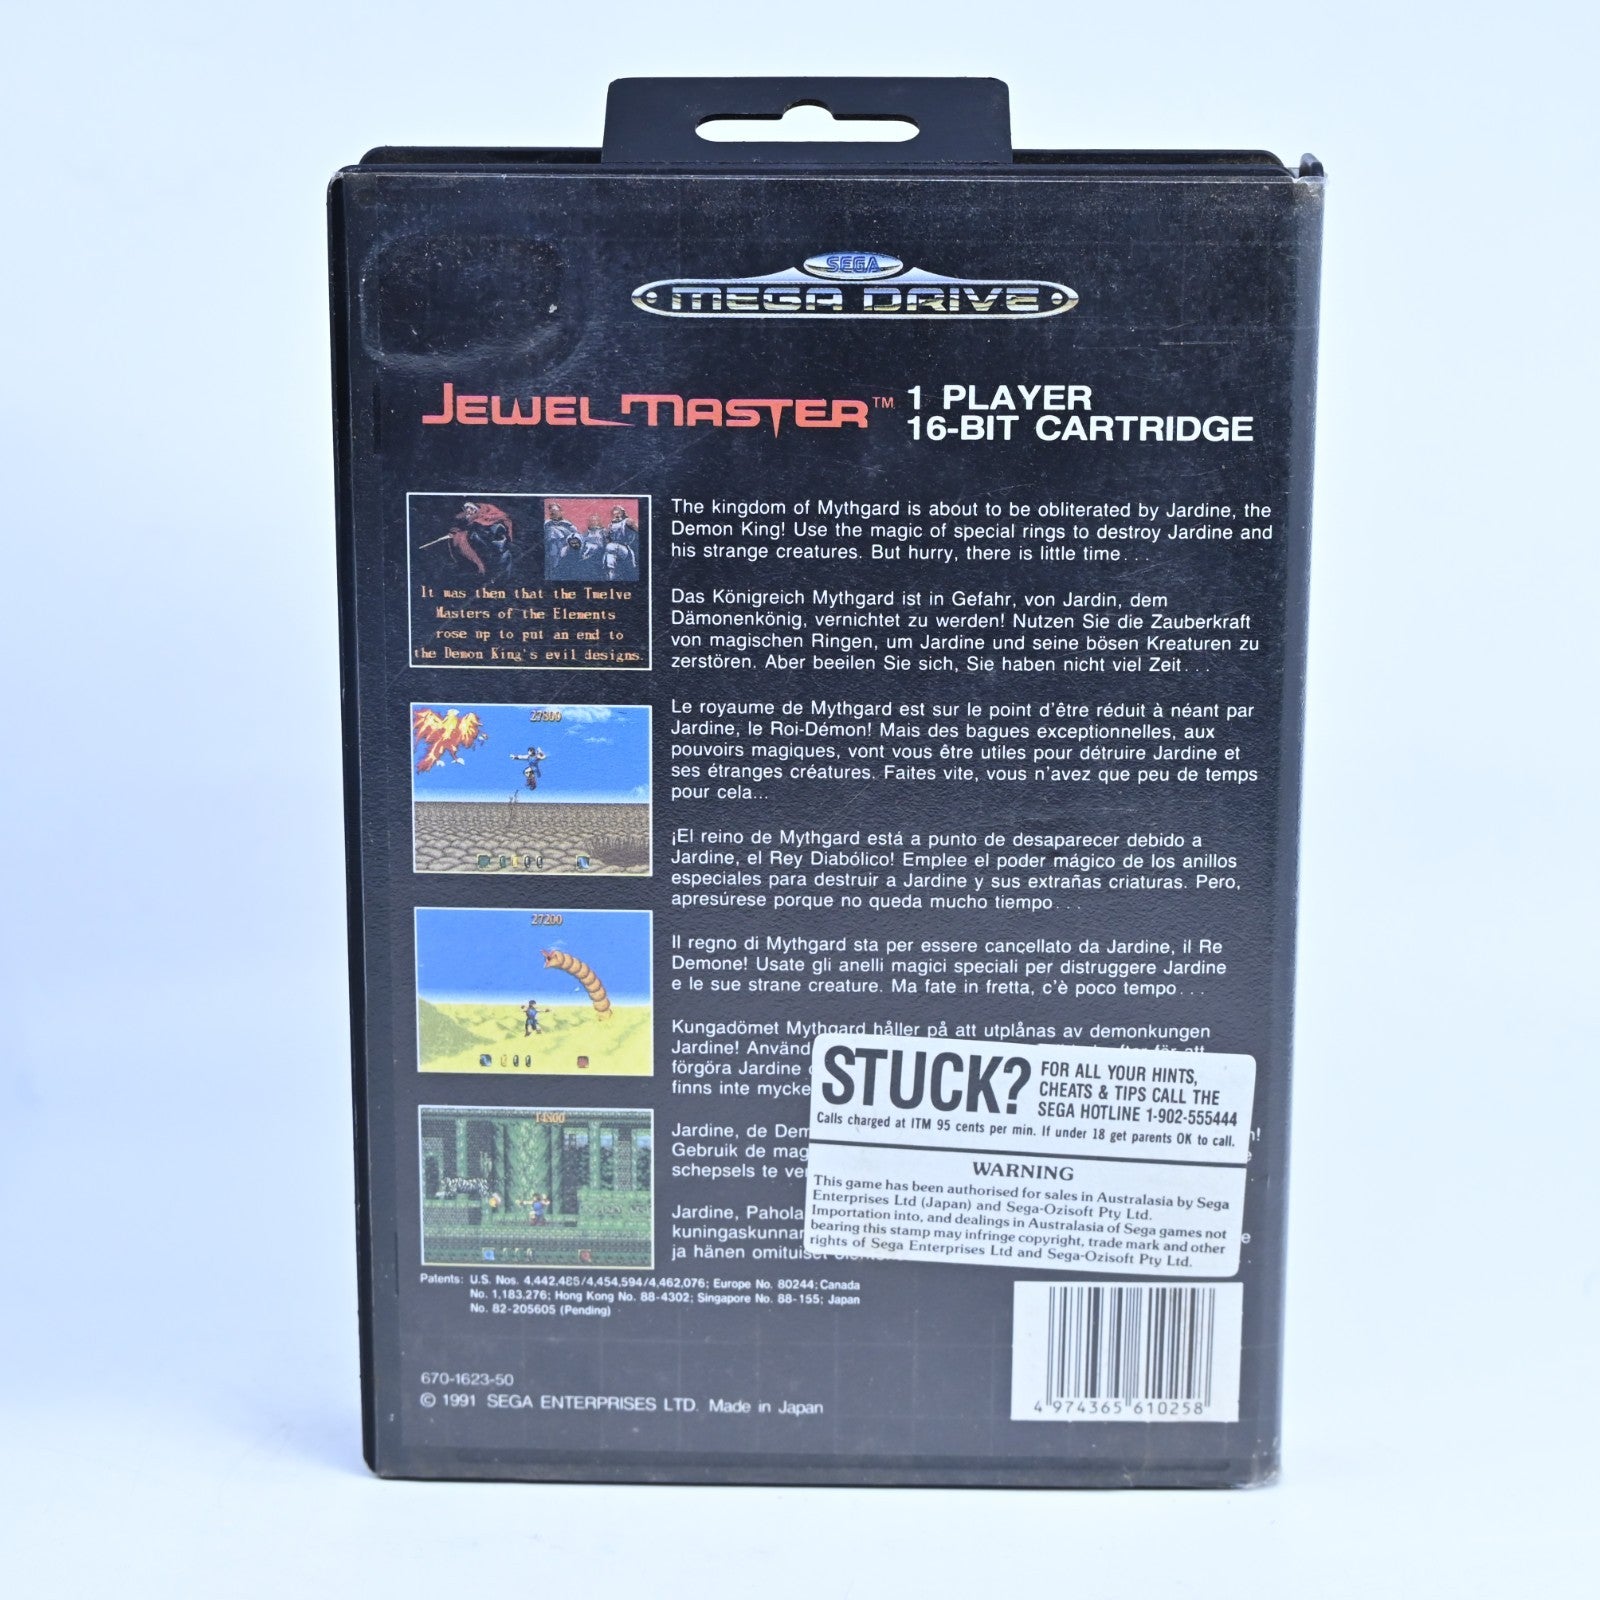 SEGA
MEGA DRIVE
JEWEL MASTER™
1 PLAYER
16-BIT CARTRIDGE
It was then that the Twelve
Masters of the Elements
rose up to put an end to
the Demon King's evil designs.
27800
27200
14800
The kingdom of Mythgard is about to be obliterated by Jardine, the
Demon King! Use the magic of special rings to destroy Jardine and
his strange creatures. But hurry, there is little time . . .
Das Königreich Mythgard ist in Gefahr, von Jardin, dem
Dämonenkönig, vernichtet zu werden! Nutzen Sie die Zauberkraft
von magischen Ringen, um Jardine und seine bösen Kreaturen zu
zerstören. Aber beeilen Sie sich, Sie haben nicht viel Zeit . . .
Le royaume de Mythgard est sur le point d'être réduit à néant par
Jardine, le Roi-Démon! Mais des bagues exceptionnelles, aux
pouvoirs magiques, vont vous être utiles pour détruire Jardine et
ses étranges créatures. Faites vite, vous n'avez que peu de temps
pour cela...
¡El reino de Mythgard está a punto de desaparecer debido a
Jardine, el Rey Diabólico! Emplee el poder mágico de los anillos
especiales para destruir a Jardine y sus extrañas criaturas. Pero,
apresúrese porque no queda mucho tiempo . . .
Il regno di Mythgard sta per essere cancellato da Jardine, il Re
Demone! Usate gli anelli magici speciali per distruggere Jardine
e le sue strane creature. Ma fate in fretta, c'è poco tempo . . .
Kungadömet Mythgard håller på att utplånas av demonkungen
Jardine! Använd
förgöra Jardine
finns inte mycke
Jardine, de Dem
Gebruik de mag
schepsels te ve
Jardine, Pahola
kuningaskunnan
ja hänen omituiset
STUCK?
FOR ALL YOUR HINTS,
CHEATS & TIPS CALL THE
SEGA HOTLINE 1-902-555444
Calls charged at ITM 95 cents per min. If under 18 get parents OK to call.
WARNING
This game has been authorised for sales in Australasia by Sega
Enterprises Ltd (Japan) and Sega-Ozisoft Pty Ltd.
Importation into, and dealings in Australasia of Sega games not
bearing this stamp may infringe copyright, trade mark and other
rights of Sega Enterprises Ltd and Sega-Ozisoft Pty Ltd.
Patents: U.S. Nos. 4,442,486/4,454,594/4,462,076; Europe No. 80244; Canada
No. 1,183,276; Hong Kong No. 88-4302; Singapore No. 88-155; Japan
No. 82-205605 (Pending)
670-1623-50
© 1991 SEGA ENTERPRISES LTD. Made in Japan
4 974365 610258